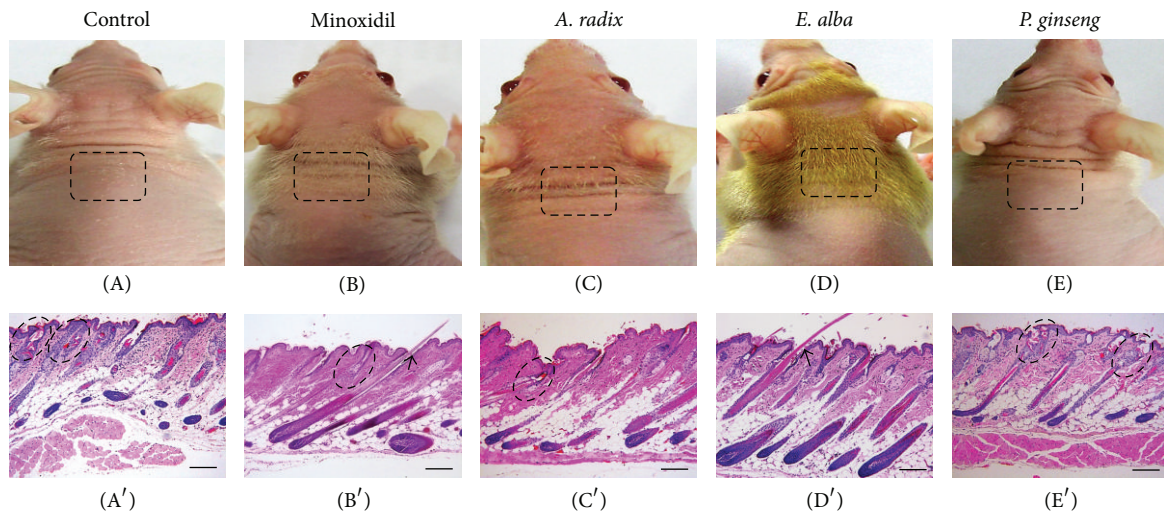 Control Minoxidil A. radix E. alba P. ginseng
(A) (B) (C) (D) (E)
(A′) (B′) (C′) (D′) (E′)